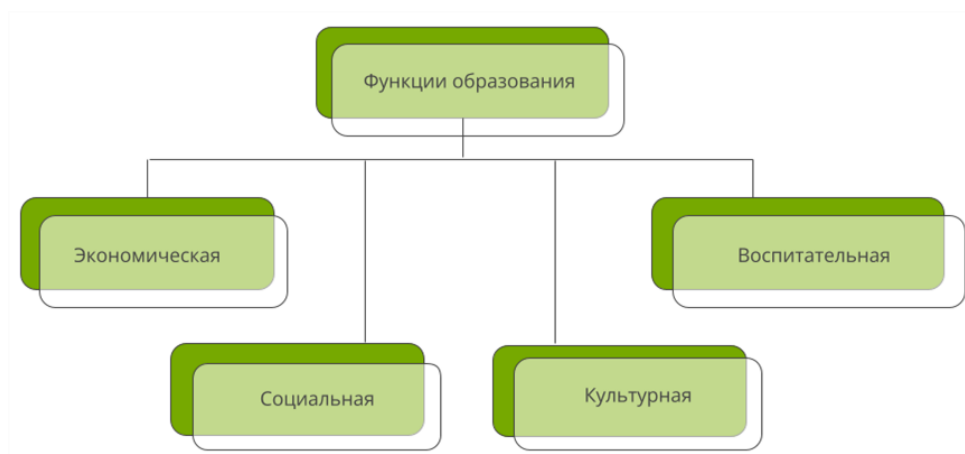 Функции образования
Экономическая
Воспитательная
Социальная
Культурная